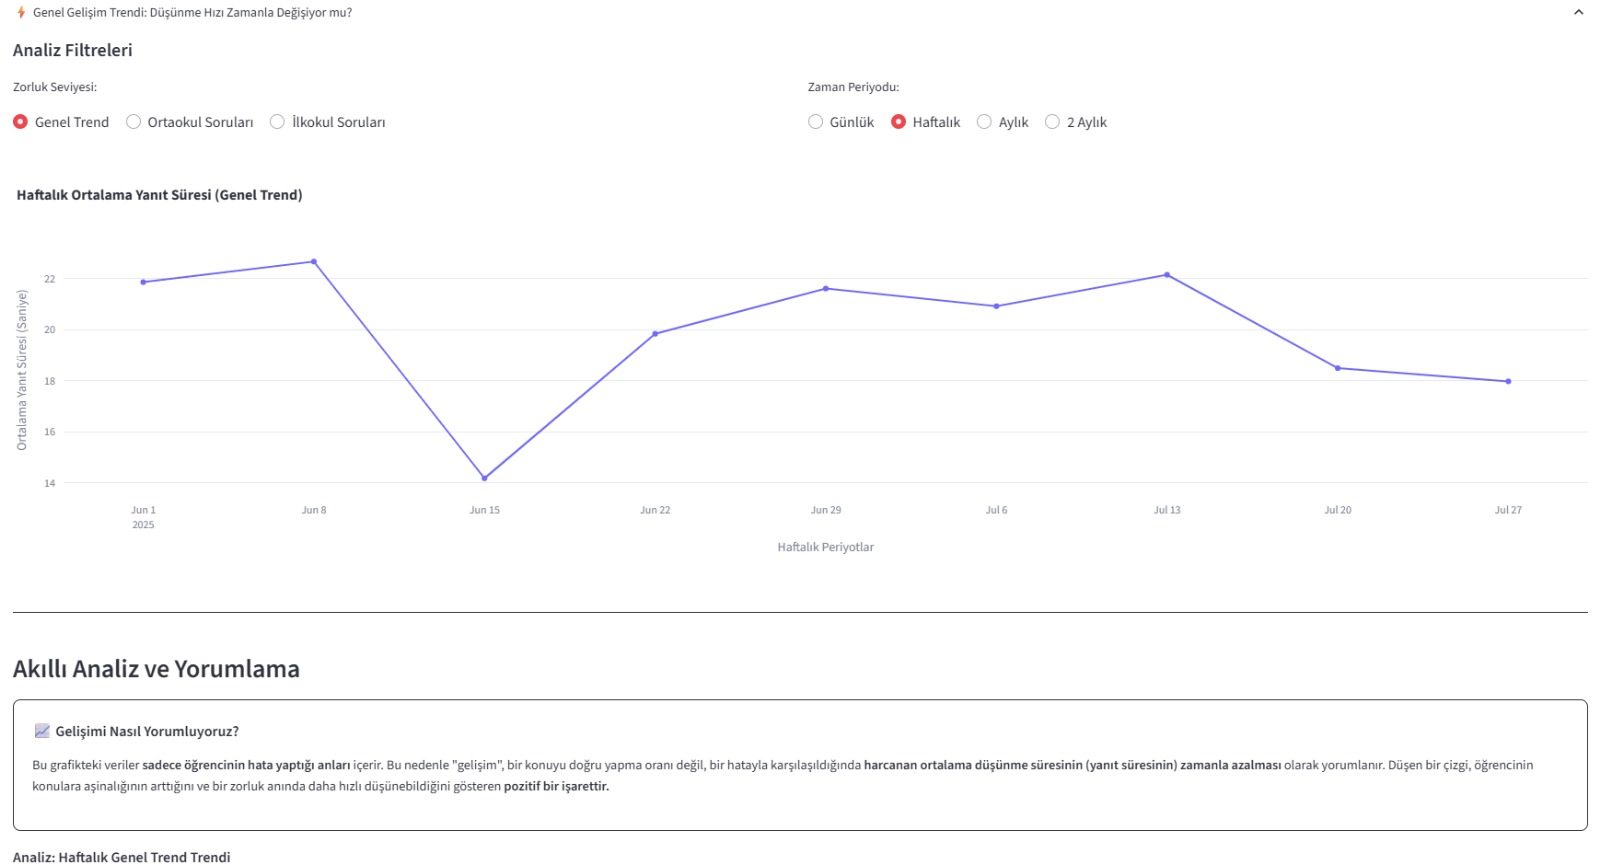 ⚡ Genel Gelişim Trendi: Düşünme Hızı Zamanla Değişiyor mu?
Analiz Filtreleri
Zorluk Seviyesi:
Genel Trend Ortaokul Soruları İlkokul Soruları
Zaman Periyodu:
Günlük Haftalık Aylık 2 Aylık
Haftalık Ortalama Yanıt Süresi (Genel Trend)
Ortalama Yanıt Süresi (Saniye)
22
20
18
16
14
Jun 1 Jun 8 Jun 15 Jun 22 Jun 29 Jul 6 Jul 13 Jul 20 Jul 27
2025
Haftalık Periyotlar
Akıllı Analiz ve Yorumlama
📈 Gelişimi Nasıl Yorumluyoruz?
Bu grafikteki veriler sadece öğrencinin hata yaptığı anları içerir. Bu nedenle "gelişim", bir konuyu doğru yapma oranı değil, bir hatayla karşılaşıldığında harcanan ortalama düşünme süresinin (yanıt süresinin) zamanla azalması olarak yorumlanır. Düşen bir çizgi, öğrencinin
konulara aşinalığının arttığını ve bir zorluk anında daha hızlı düşünebildiğini gösteren pozitif bir işarettir.
Analiz: Haftalık Genel Trend Trendi